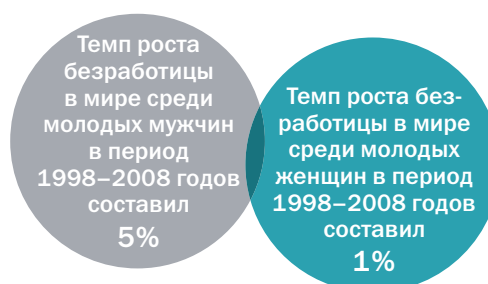 Темп роста
безработицы
в мире среди
молодых мужчин
в период
1998–2008 годов
составил
5%
Темп роста без-
работицы в мире
среди молодых
женщин в период
1998–2008 годов
составил
1%